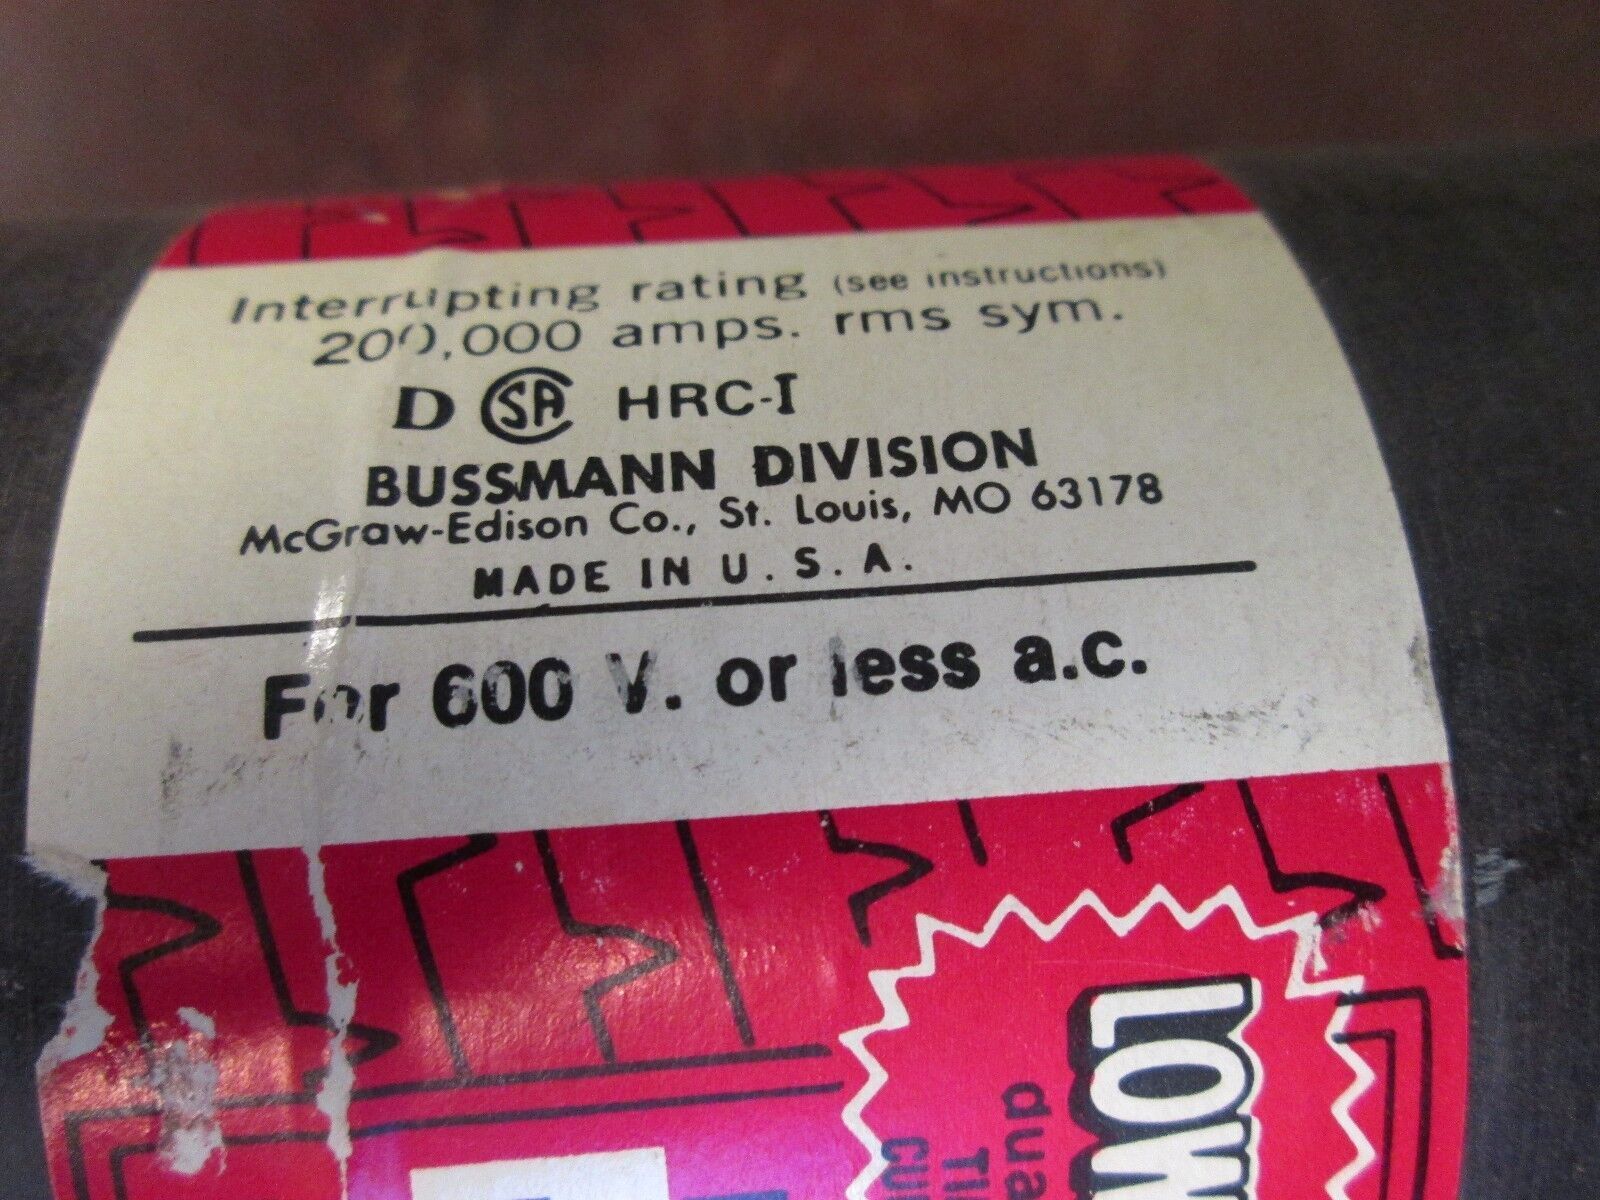 Interrupting rating (see instructions)
200,000 amps. rms sym.
D SA HRC-I
BUSSMANN DIVISION
McGraw-Edison Co., St. Louis, MO 63178
MADE IN U.S.A.
For 600 V. or less a.c.
LOW